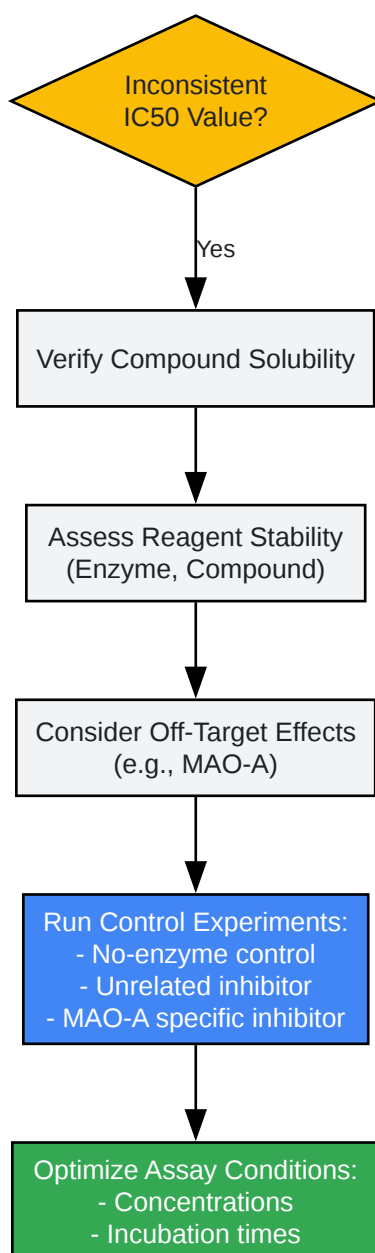 Inconsistent
IC50 Value?
Yes
Verify Compound Solubility
Assess Reagent Stability
(Enzyme, Compound)
Consider Off-Target Effects
(e.g., MAO-A)
Run Control Experiments:
- No-enzyme control
- Unrelated inhibitor
- MAO-A specific inhibitor
Optimize Assay Conditions:
- Concentrations
- Incubation times